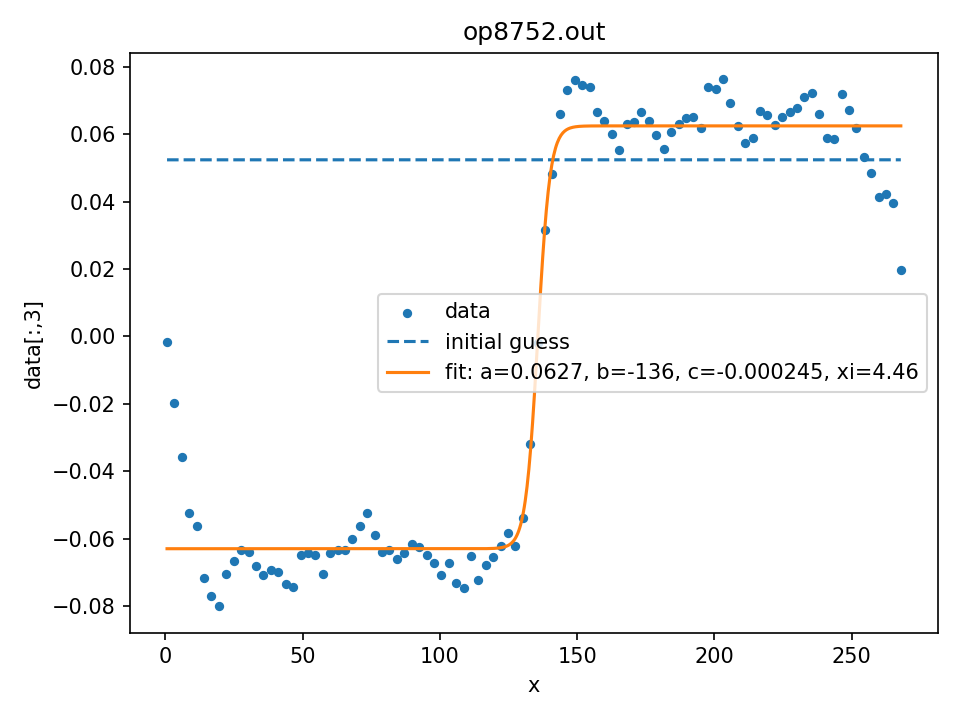 op8752.out
0.08
0.06
0.04
0.02
0.00
−0.02
−0.04
−0.06
−0.08
data[:,3]
data
initial guess
fit: a=0.0627, b=-136, c=-0.000245, xi=4.46
0 50 100 150 200 250
x